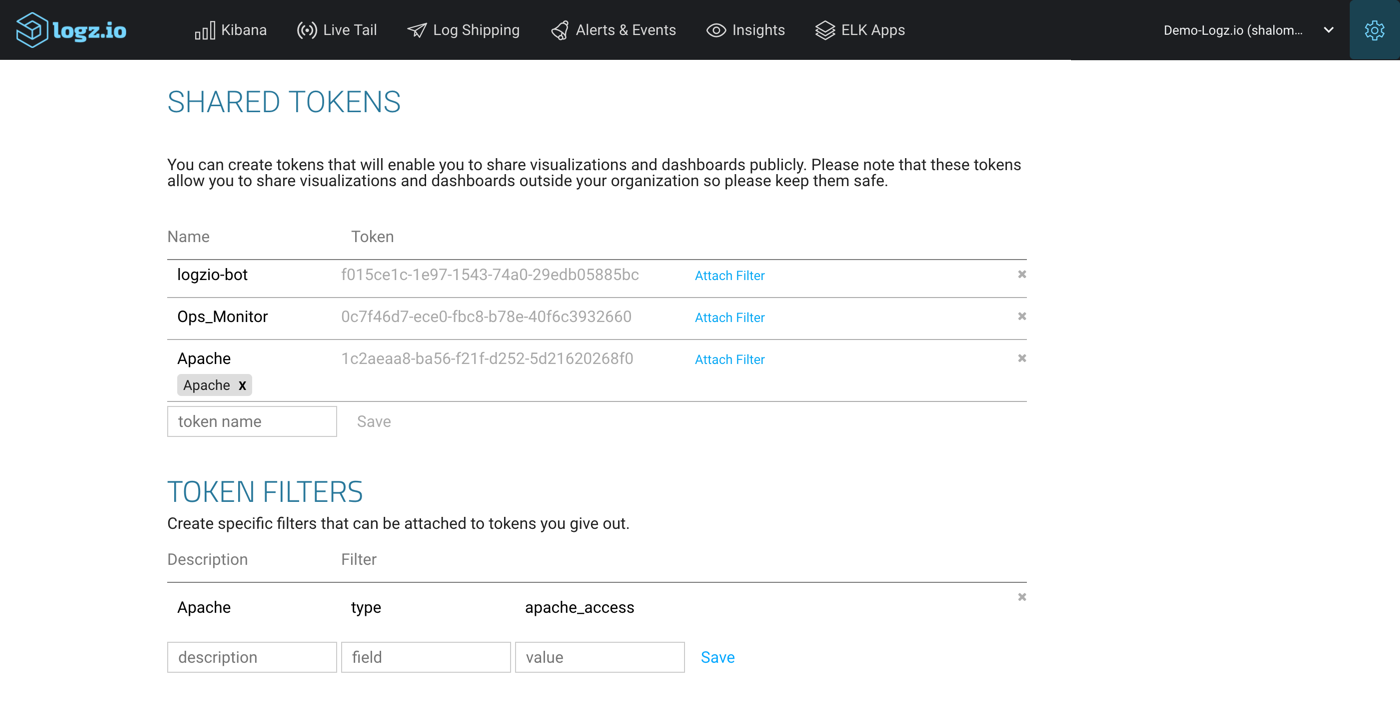 logz.io Kibana Live Tail Log Shipping Alerts & Events Insights ELK Apps Demo-Logz.io (shalom...
SHARED TOKENS
You can create tokens that will enable you to share visualizations and dashboards publicly. Please note that these tokens
allow you to share visualizations and dashboards outside your organization so please keep them safe.
Name Token
logzio-bot f015ce1c-1e97-1543-74a0-29edb05885bc Attach Filter
Ops_Monitor 0c7f46d7-ece0-fbc8-b78e-40f6c3932660 Attach Filter
Apache 1c2aeaa8-ba56-f21f-d252-5d21620268f0 Attach Filter
Apache x
token name Save
TOKEN FILTERS
Create specific filters that can be attached to tokens you give out.
Description Filter
Apache type apache_access
description field value Save